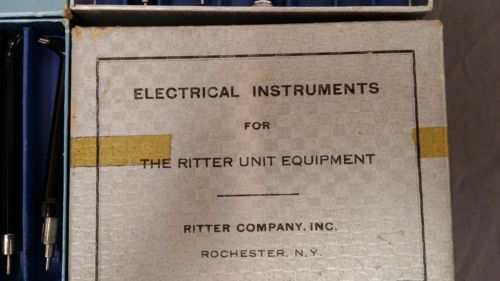 ELECTRICAL INSTRUMENTS
FOR
THE RITTER UNIT EQUIPMENT
RITTER COMPANY, INC.
ROCHESTER, N.Y.